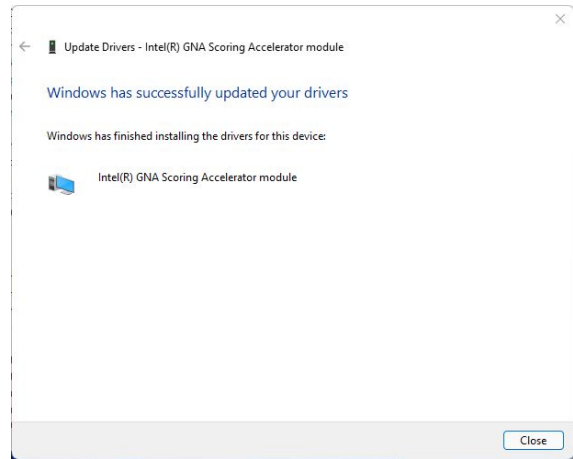 Update Drivers - Intel(R) GNA Scoring Accelerator module
Windows has successfully updated your drivers
Windows has finished installing the drivers for this device:
Intel(R) GNA Scoring Accelerator module
Close